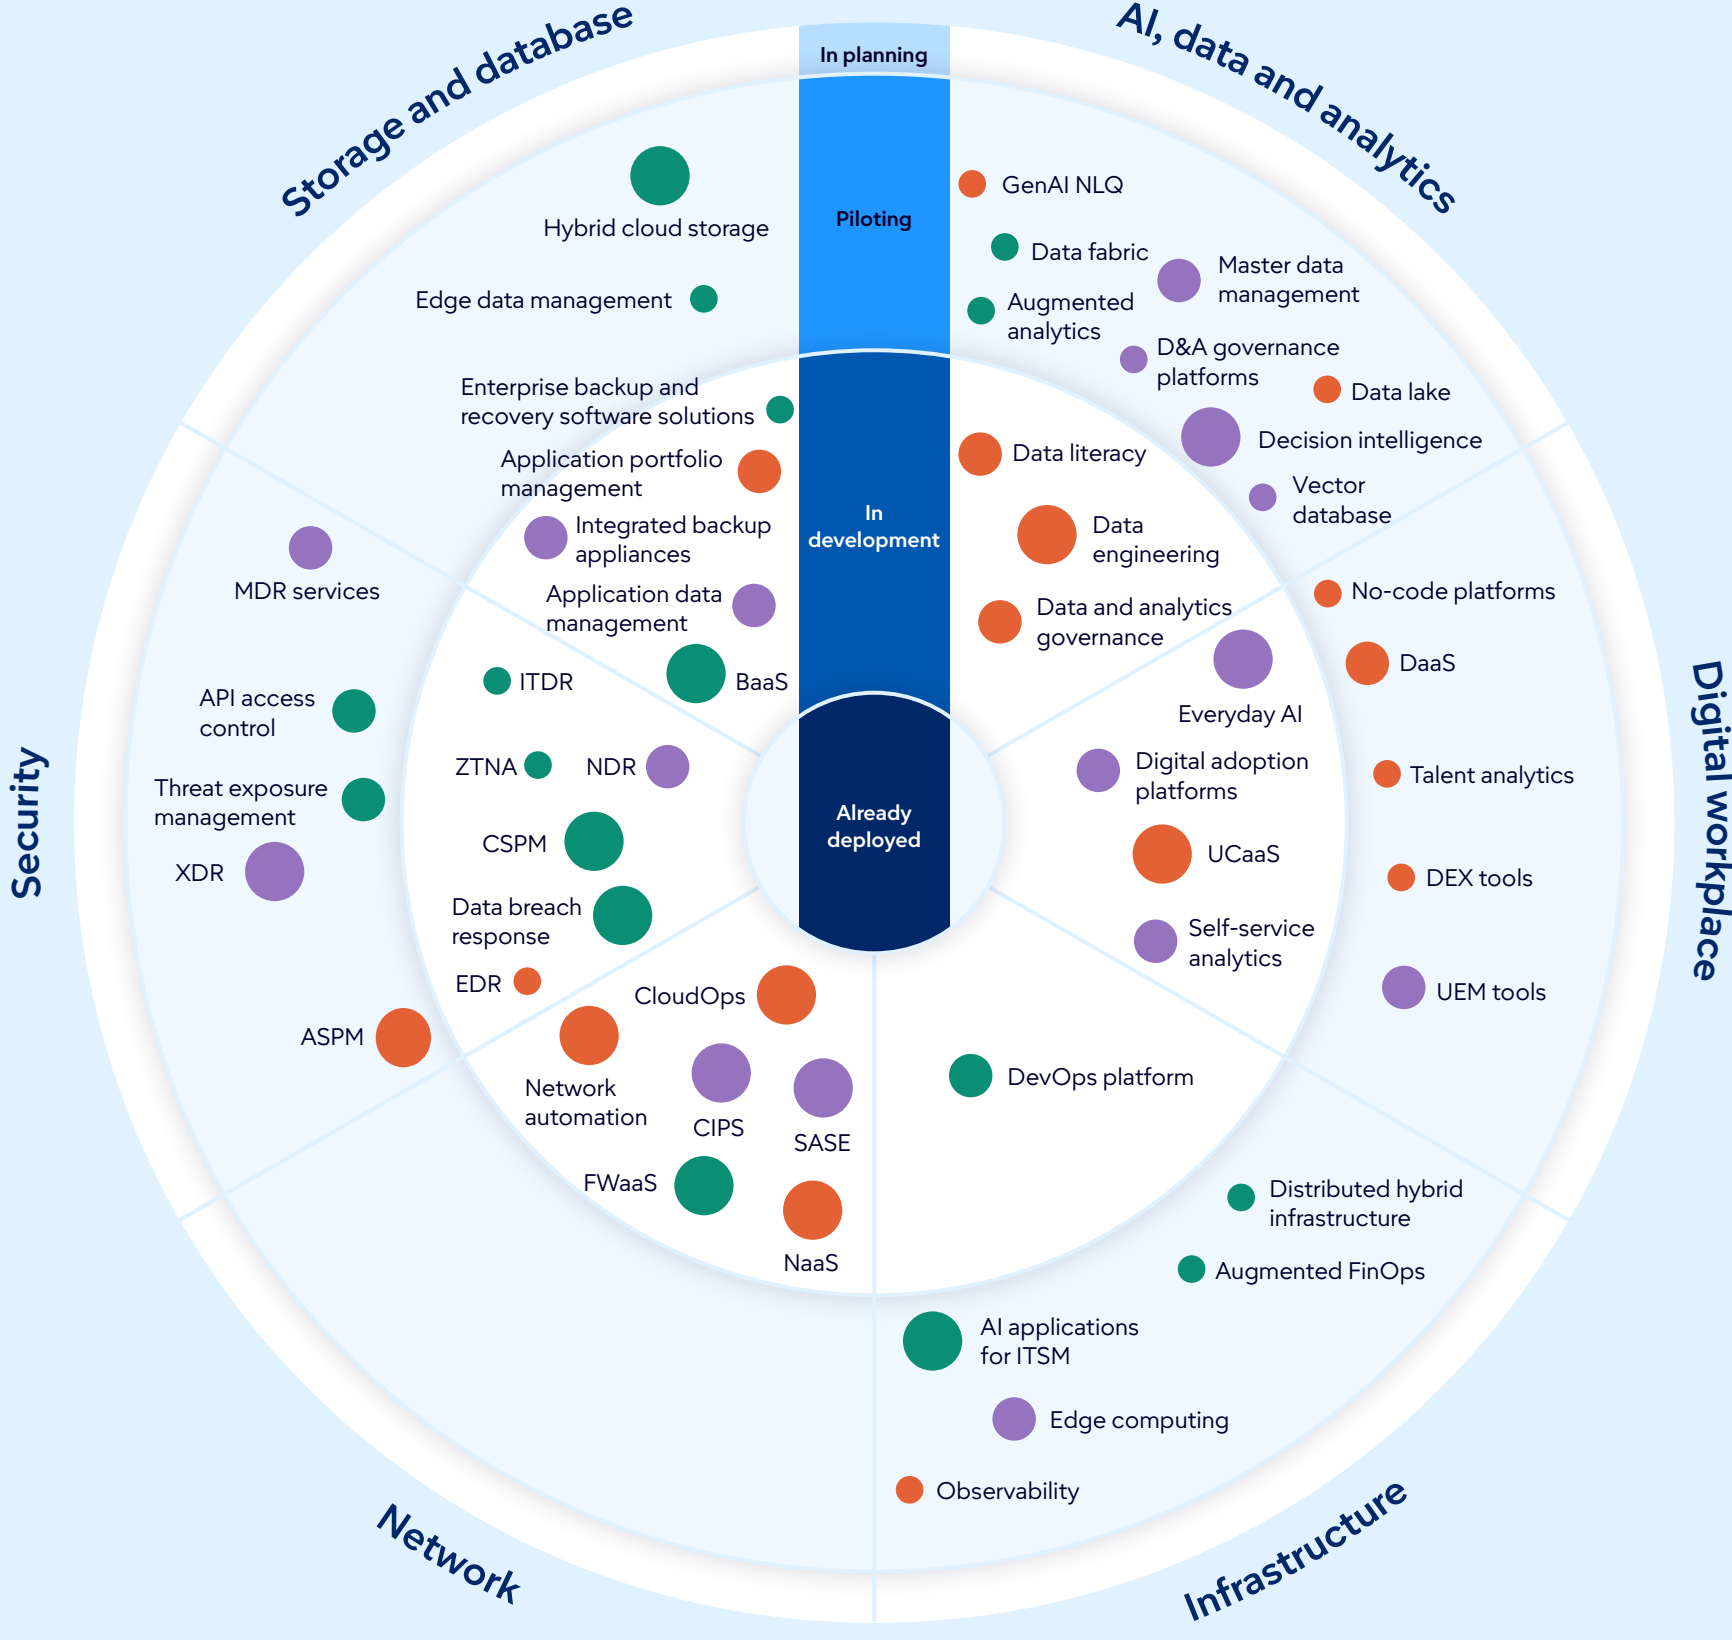 Storage and database
AI, data and analytics
In planning
Piloting
In
development
Already
deployed
Hybrid cloud storage
Edge data management
Enterprise backup and
recovery software solutions
Application portfolio
management
Integrated backup
appliances
Application data
management
BaaS
GenAI NLQ
Data fabric
Master data
management
Augmented
analytics
D&A governance
platforms
Data lake
Decision intelligence
Vector
database
Data literacy
Data
engineering
Data and analytics
governance
Digital workplace
No-code platforms
DaaS
Everyday AI
Digital adoption
platforms
Talent analytics
UCaaS
DEX tools
Self-service
analytics
UEM tools
Infrastructure
DevOps platform
Distributed hybrid
infrastructure
Augmented FinOps
AI applications
for ITSM
Edge computing
Observability
Network
CloudOps
Network
automation
CIPS
SASE
FWaaS
NaaS
Security
MDR services
ITDR
API access
control
ZTNA
NDR
Threat exposure
management
CSPM
XDR
Data breach
response
EDR
ASPM